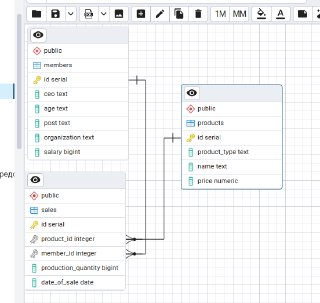 1M
MM
public
members
id serial
ceo text
age text
post text
organization text
salary bigint
public
products
id serial
product_type text
name text
price numeric
public
sales
id serial
product_id integer
member_id integer
production_quantity bigint
date_of_sale date